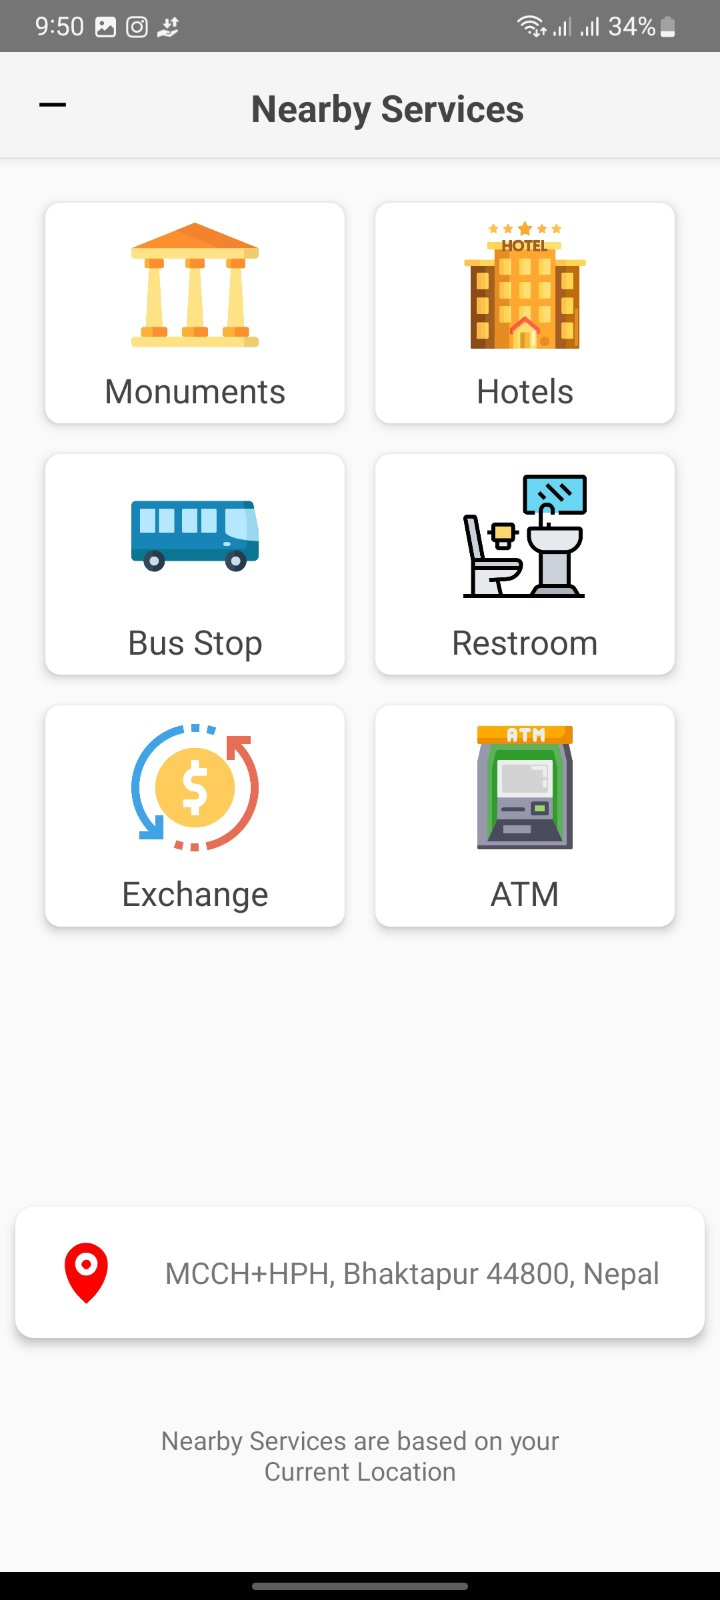 9:50
34%
Nearby Services
HOTEL
Monuments
Hotels
Bus Stop
Restroom
$
ATM
Exchange
ATM
MCCH+HPH, Bhaktapur 44800, Nepal
Nearby Services are based on your
Current Location